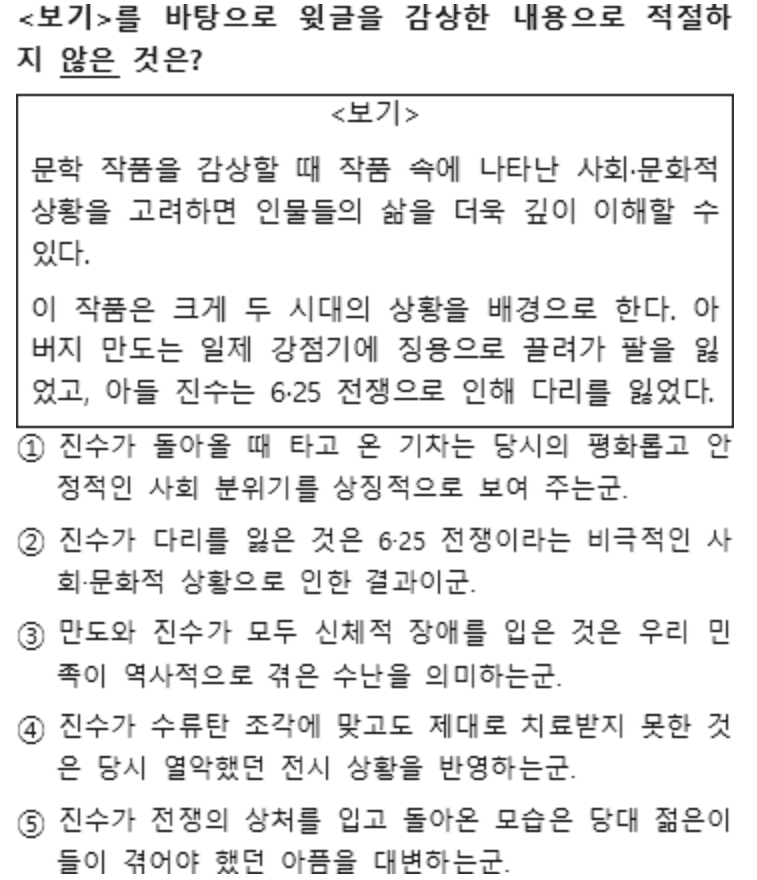 <보기>를 바탕으로 윗글을 감상한 내용으로 적절하
지 않은 것은?
<보기>
문학 작품을 감상할 때 작품 속에 나타난 사회·문화적
상황을 고려하면 인물들의 삶을 더욱 깊이 이해할 수
있다.
이 작품은 크게 두 시대의 상황을 배경으로 한다. 아
버지 만도는 일제 강점기에 징용으로 끌려가 팔을 잃
었고, 아들 진수는 6·25 전쟁으로 인해 다리를 잃었다.
① 진수가 돌아올 때 타고 온 기차는 당시의 평화롭고 안
정적인 사회 분위기를 상징적으로 보여 주는군.
② 진수가 다리를 잃은 것은 6·25 전쟁이라는 비극적인 사
회·문화적 상황으로 인한 결과이군.
③ 만도와 진수가 모두 신체적 장애를 입은 것은 우리 민
족이 역사적으로 겪은 수난을 의미하는군.
④ 진수가 수류탄 조각에 맞고도 제대로 치료받지 못한 것
은 당시 열악했던 전시 상황을 반영하는군.
⑤ 진수가 전쟁의 상처를 입고 돌아온 모습은 당대 젊은이
들이 겪어야 했던 아픔을 대변하는군.